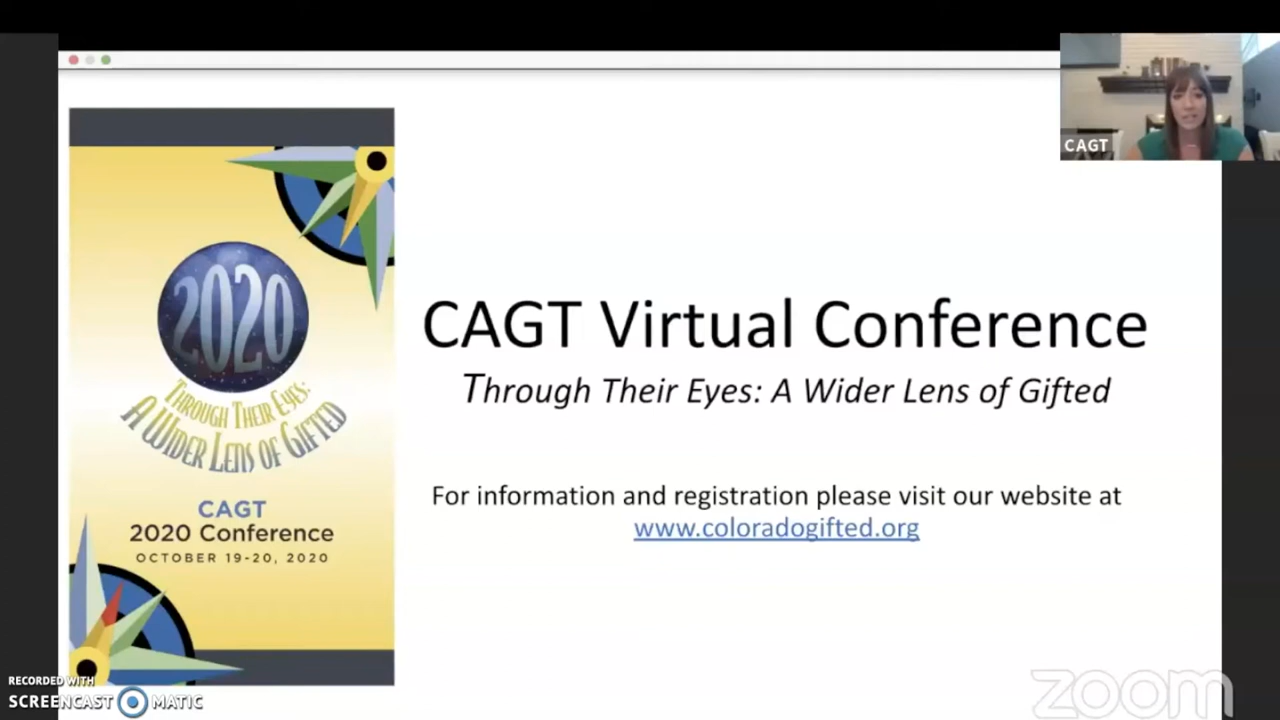 CAGT
2020
THROUGH THEIR EYES:
A WIDER LENS OF GIFTED
CAGT
2020 Conference
OCTOBER 19-20, 2020
CAGT Virtual Conference
Through Their Eyes: A Wider Lens of Gifted
For information and registration please visit our website at
www.coloradogifted.org
RECORDED WITH
SCREENCAST MATIC
zoom